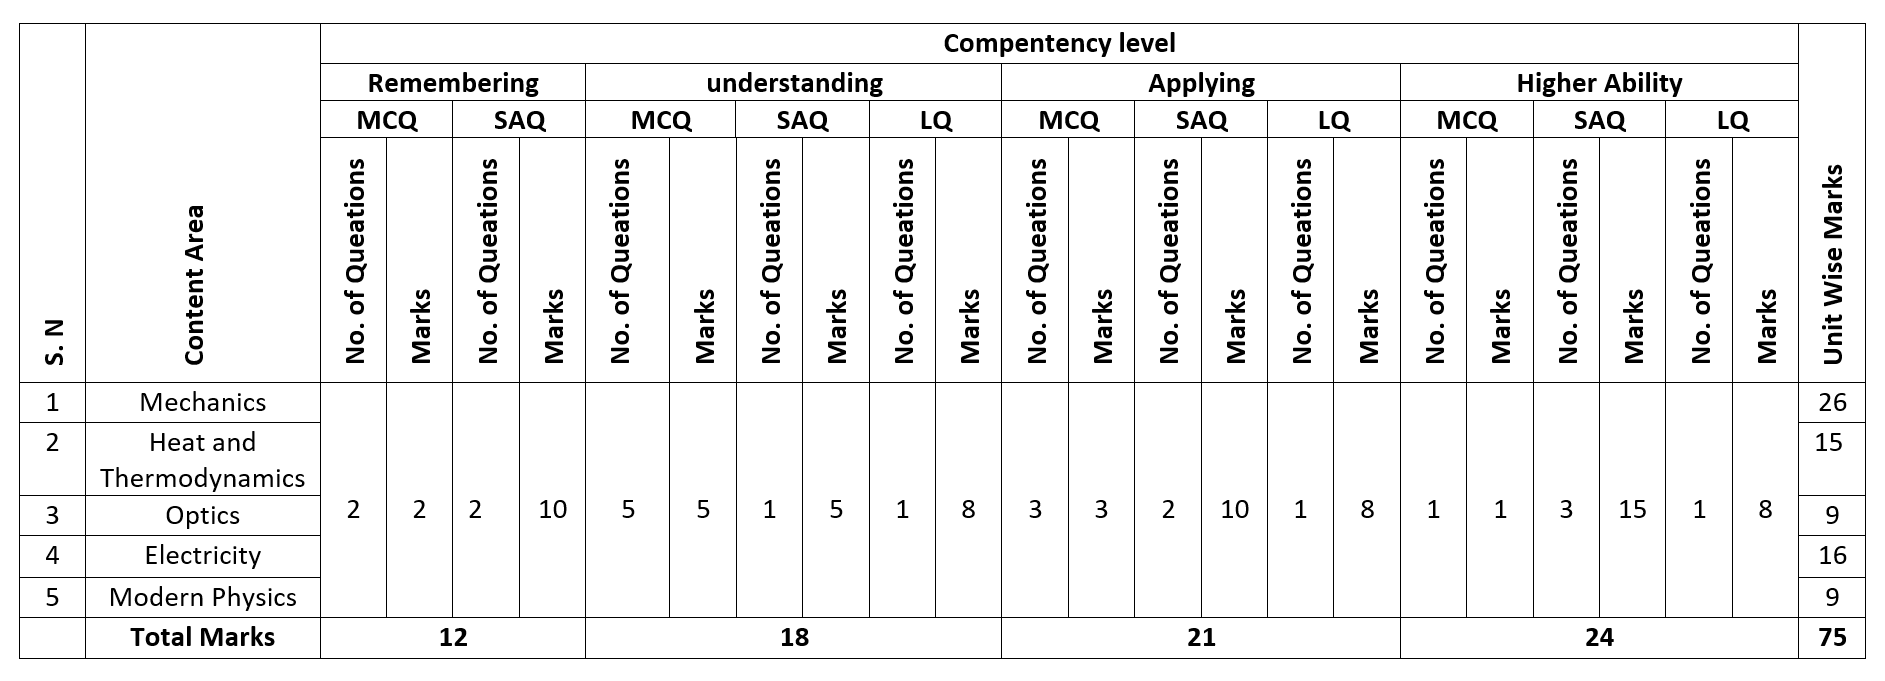 Compentency level
Remembering understanding Applying Higher Ability
MCQ SAQ MCQ SAQ LQ MCQ SAQ LQ MCQ SAQ LQ
S. N Content Area No. of Queations Marks No. of Queations Marks No. of Queations Marks No. of Queations Marks No. of Queations Marks No. of Queations Marks No. of Queations Marks No. of Queations Marks No. of Queations Marks No. of Queations Marks No. of Queations Marks Unit Wise Marks
1 Mechanics 26
2 Heat and 15
Thermodynamics
2 2 2 10 5 5 1 5 1 8 3 3 2 10 1 8 1 1 3 15 1 8
3 Optics 9
4 Electricity 16
5 Modern Physics 9
Total Marks 12 18 21 24 75